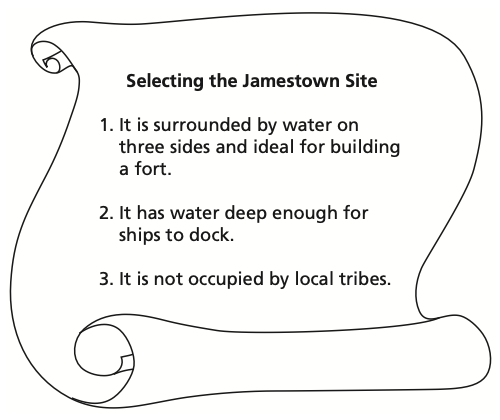 Selecting the Jamestown Site
1. It is surrounded by water on
three sides and ideal for building
a fort.
2. It has water deep enough for
ships to dock.
3. It is not occupied by local tribes.